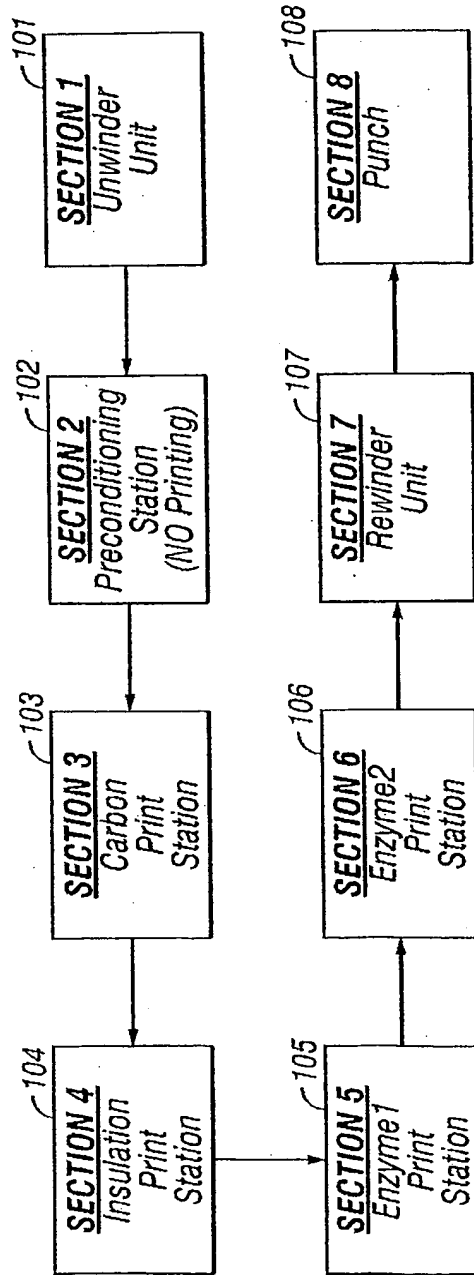 101
SECTION 1
Unwinder
Unit
102
SECTION 2
Preconditioning
Station
(NO Printing)
103
SECTION 3
Carbon
Print
Station
104
SECTION 4
Insulation
Print
Station
105
SECTION 5
Enzyme1
Print
Station
106
SECTION 6
Enzyme2
Print
Station
107
SECTION 7
Rewinder
Unit
108
SECTION 8
Punch